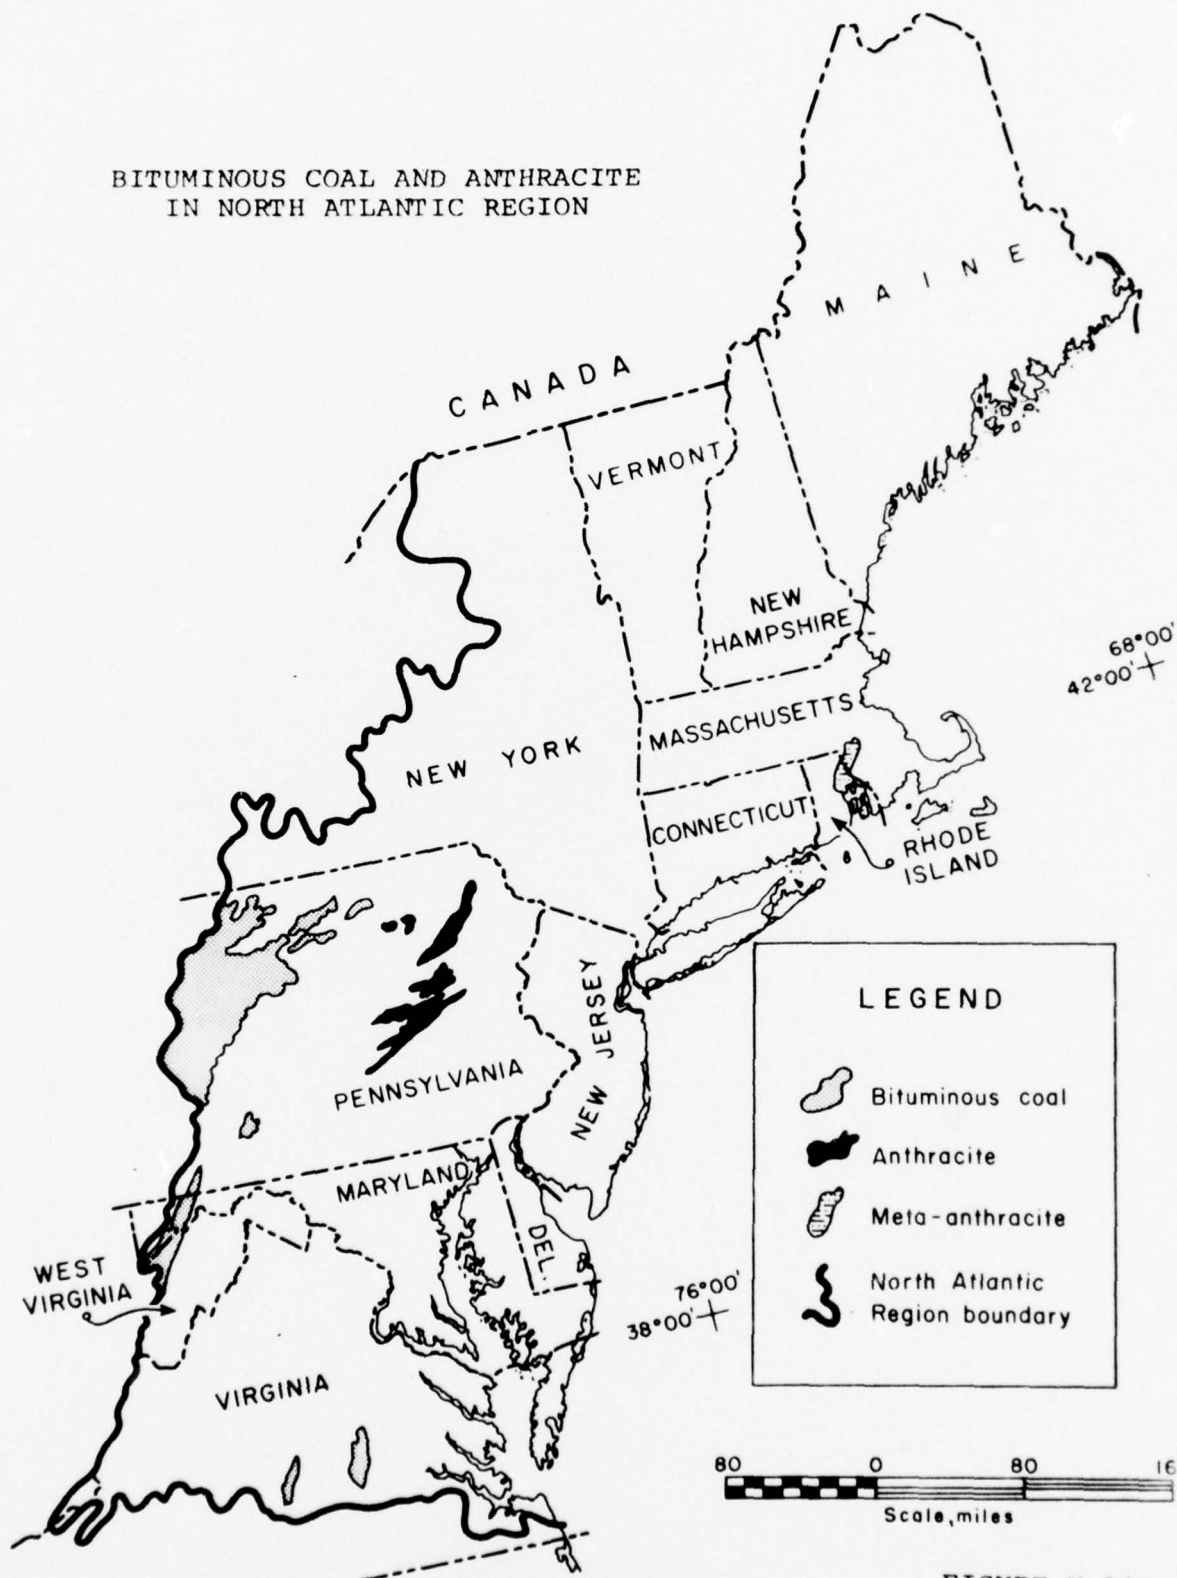 BITUMINOUS COAL AND ANTHRACITE
IN NORTH ATLANTIC REGION
MAINE
CANADA
VERMONT
NEW
HAMPSHIRE
68°00'
42°00'
MASSACHUSETTS
NEW YORK
CONNECTICUT
RHODE
ISLAND
NEW JERSEY
PENNSYLVANIA
MARYLAND
DEL.
WEST
VIRGINIA
76°00'
38°00'
VIRGINIA
LEGEND
Bituminous coal
Anthracite
Meta-anthracite
North Atlantic
Region boundary
80 0 80 16
Scale, miles